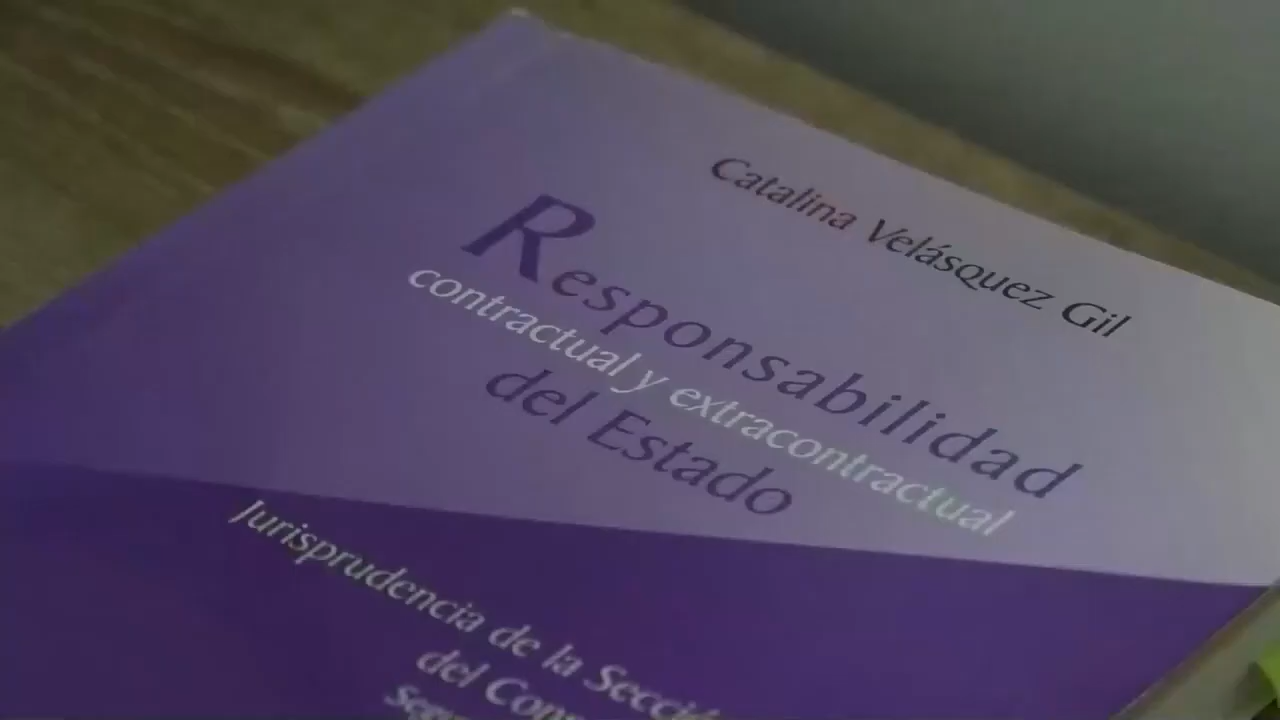 Catalina Velásquez Gil
Responsabilidad
contractual y extracontractual
del Estado
Jurisprudencia de la
del